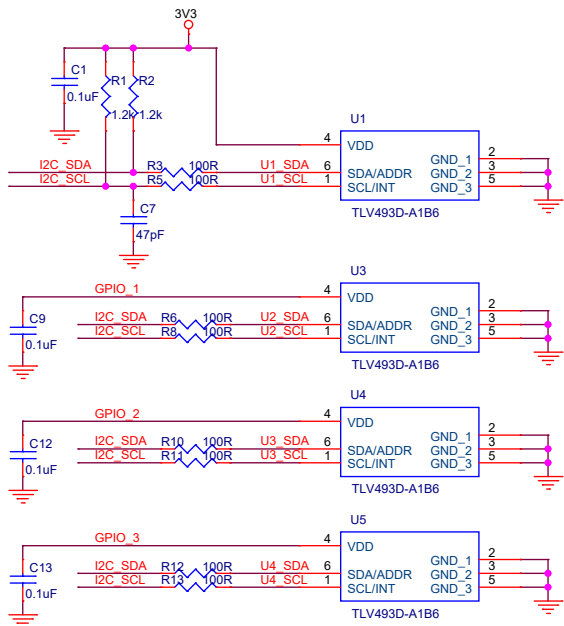 3V3
C1
0.1uF
R1
R2
1.2k
1.2k
U1
4
VDD
GND_1
2
I2C_SDA
R3
100R
U1_SDA
6
SDA/ADDR
GND_2
3
I2C_SCL
R5
100R
U1_SCL
1
SCL/INT
GND_3
5
TLV493D-A1B6
C7
47pF
U3
GPIO_1
4
VDD
GND_1
2
C9
0.1uF
I2C_SDA
R6
100R
U2_SDA
6
SDA/ADDR
GND_2
3
I2C_SCL
R8
100R
U2_SCL
1
SCL/INT
GND_3
5
TLV493D-A1B6
U4
GPIO_2
4
VDD
GND_1
2
C12
0.1uF
I2C_SDA
R10
100R
U3_SDA
6
SDA/ADDR
GND_2
3
I2C_SCL
R11
100R
U3_SCL
1
SCL/INT
GND_3
5
TLV493D-A1B6
U5
GPIO_3
4
VDD
GND_1
2
C13
0.1uF
I2C_SDA
R12
100R
U4_SDA
6
SDA/ADDR
GND_2
3
I2C_SCL
R13
100R
U4_SCL
1
SCL/INT
GND_3
5
TLV493D-A1B6